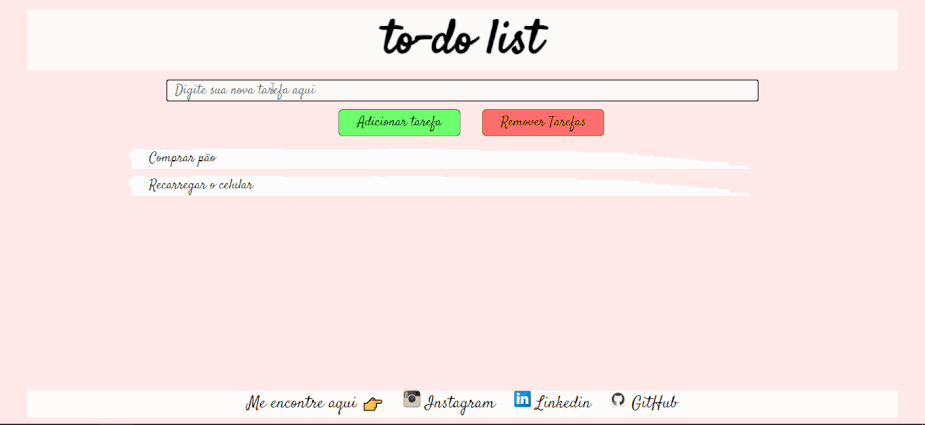 to-do list
Digite sua nova tarefa aqui
Adicionar tarefa Remover Tarefas
Comprar pão
Recarregar o celular
Me encontre aqui 👉 Instagram Linkedin GitHub